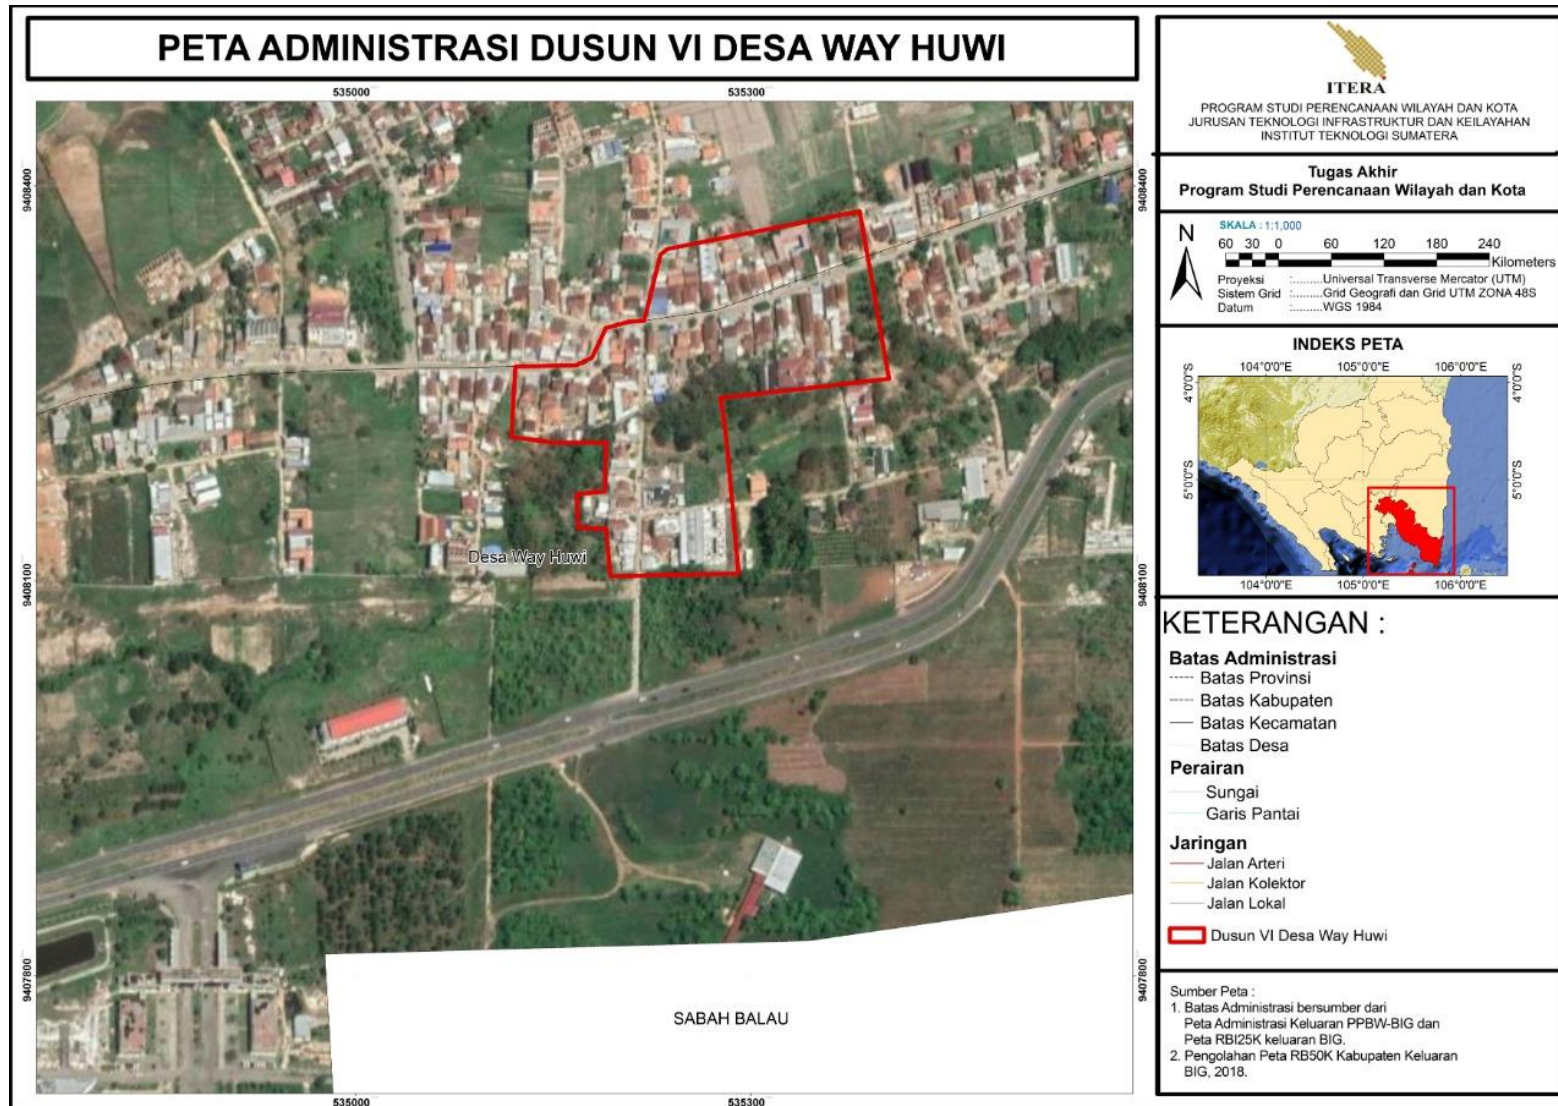 PETA ADMINISTRASI DUSUN VI DESA WAY HUWI
535000 535300
9408400 9408400
9408100 9408100
9407800 9407800
535000 535300
Desa Way Huwi
SABAH BALAU
ITERA
PROGRAM STUDI PERENCANAAN WILAYAH DAN KOTA
JURUSAN TEKNOLOGI INFRASTRUKTUR DAN KEILAYAHAN
INSTITUT TEKNOLOGI SUMATERA
Tugas Akhir
Program Studi Perencanaan Wilayah dan Kota
N
SKALA : 1:1,000
60 30 0 60 120 180 240
Kilometers
Proyeksi :.........Universal Transverse Mercator (UTM)
Sistem Grid :.........Grid Geografi dan Grid UTM ZONA 48S
Datum :.........WGS 1984
INDEKS PETA
104°0'0"E 105°0'0"E 106°0'0"E
4°0'0"S 4°0'0"S
5°0'0"S 5°0'0"S
104°0'0"E 105°0'0"E 106°0'0"E
KETERANGAN :
Batas Administrasi
Batas Provinsi
Batas Kabupaten
Batas Kecamatan
Batas Desa
Perairan
Sungai
Garis Pantai
Jaringan
Jalan Arteri
Jalan Kolektor
Jalan Lokal
Dusun VI Desa Way Huwi
Sumber Peta :
1. Batas Administrasi bersumber dari
Peta Administrasi Keluaran PPBW-BIG dan
Peta RBI25K keluaran BIG.
2. Pengolahan Peta RB50K Kabupaten Keluaran
BIG, 2018.